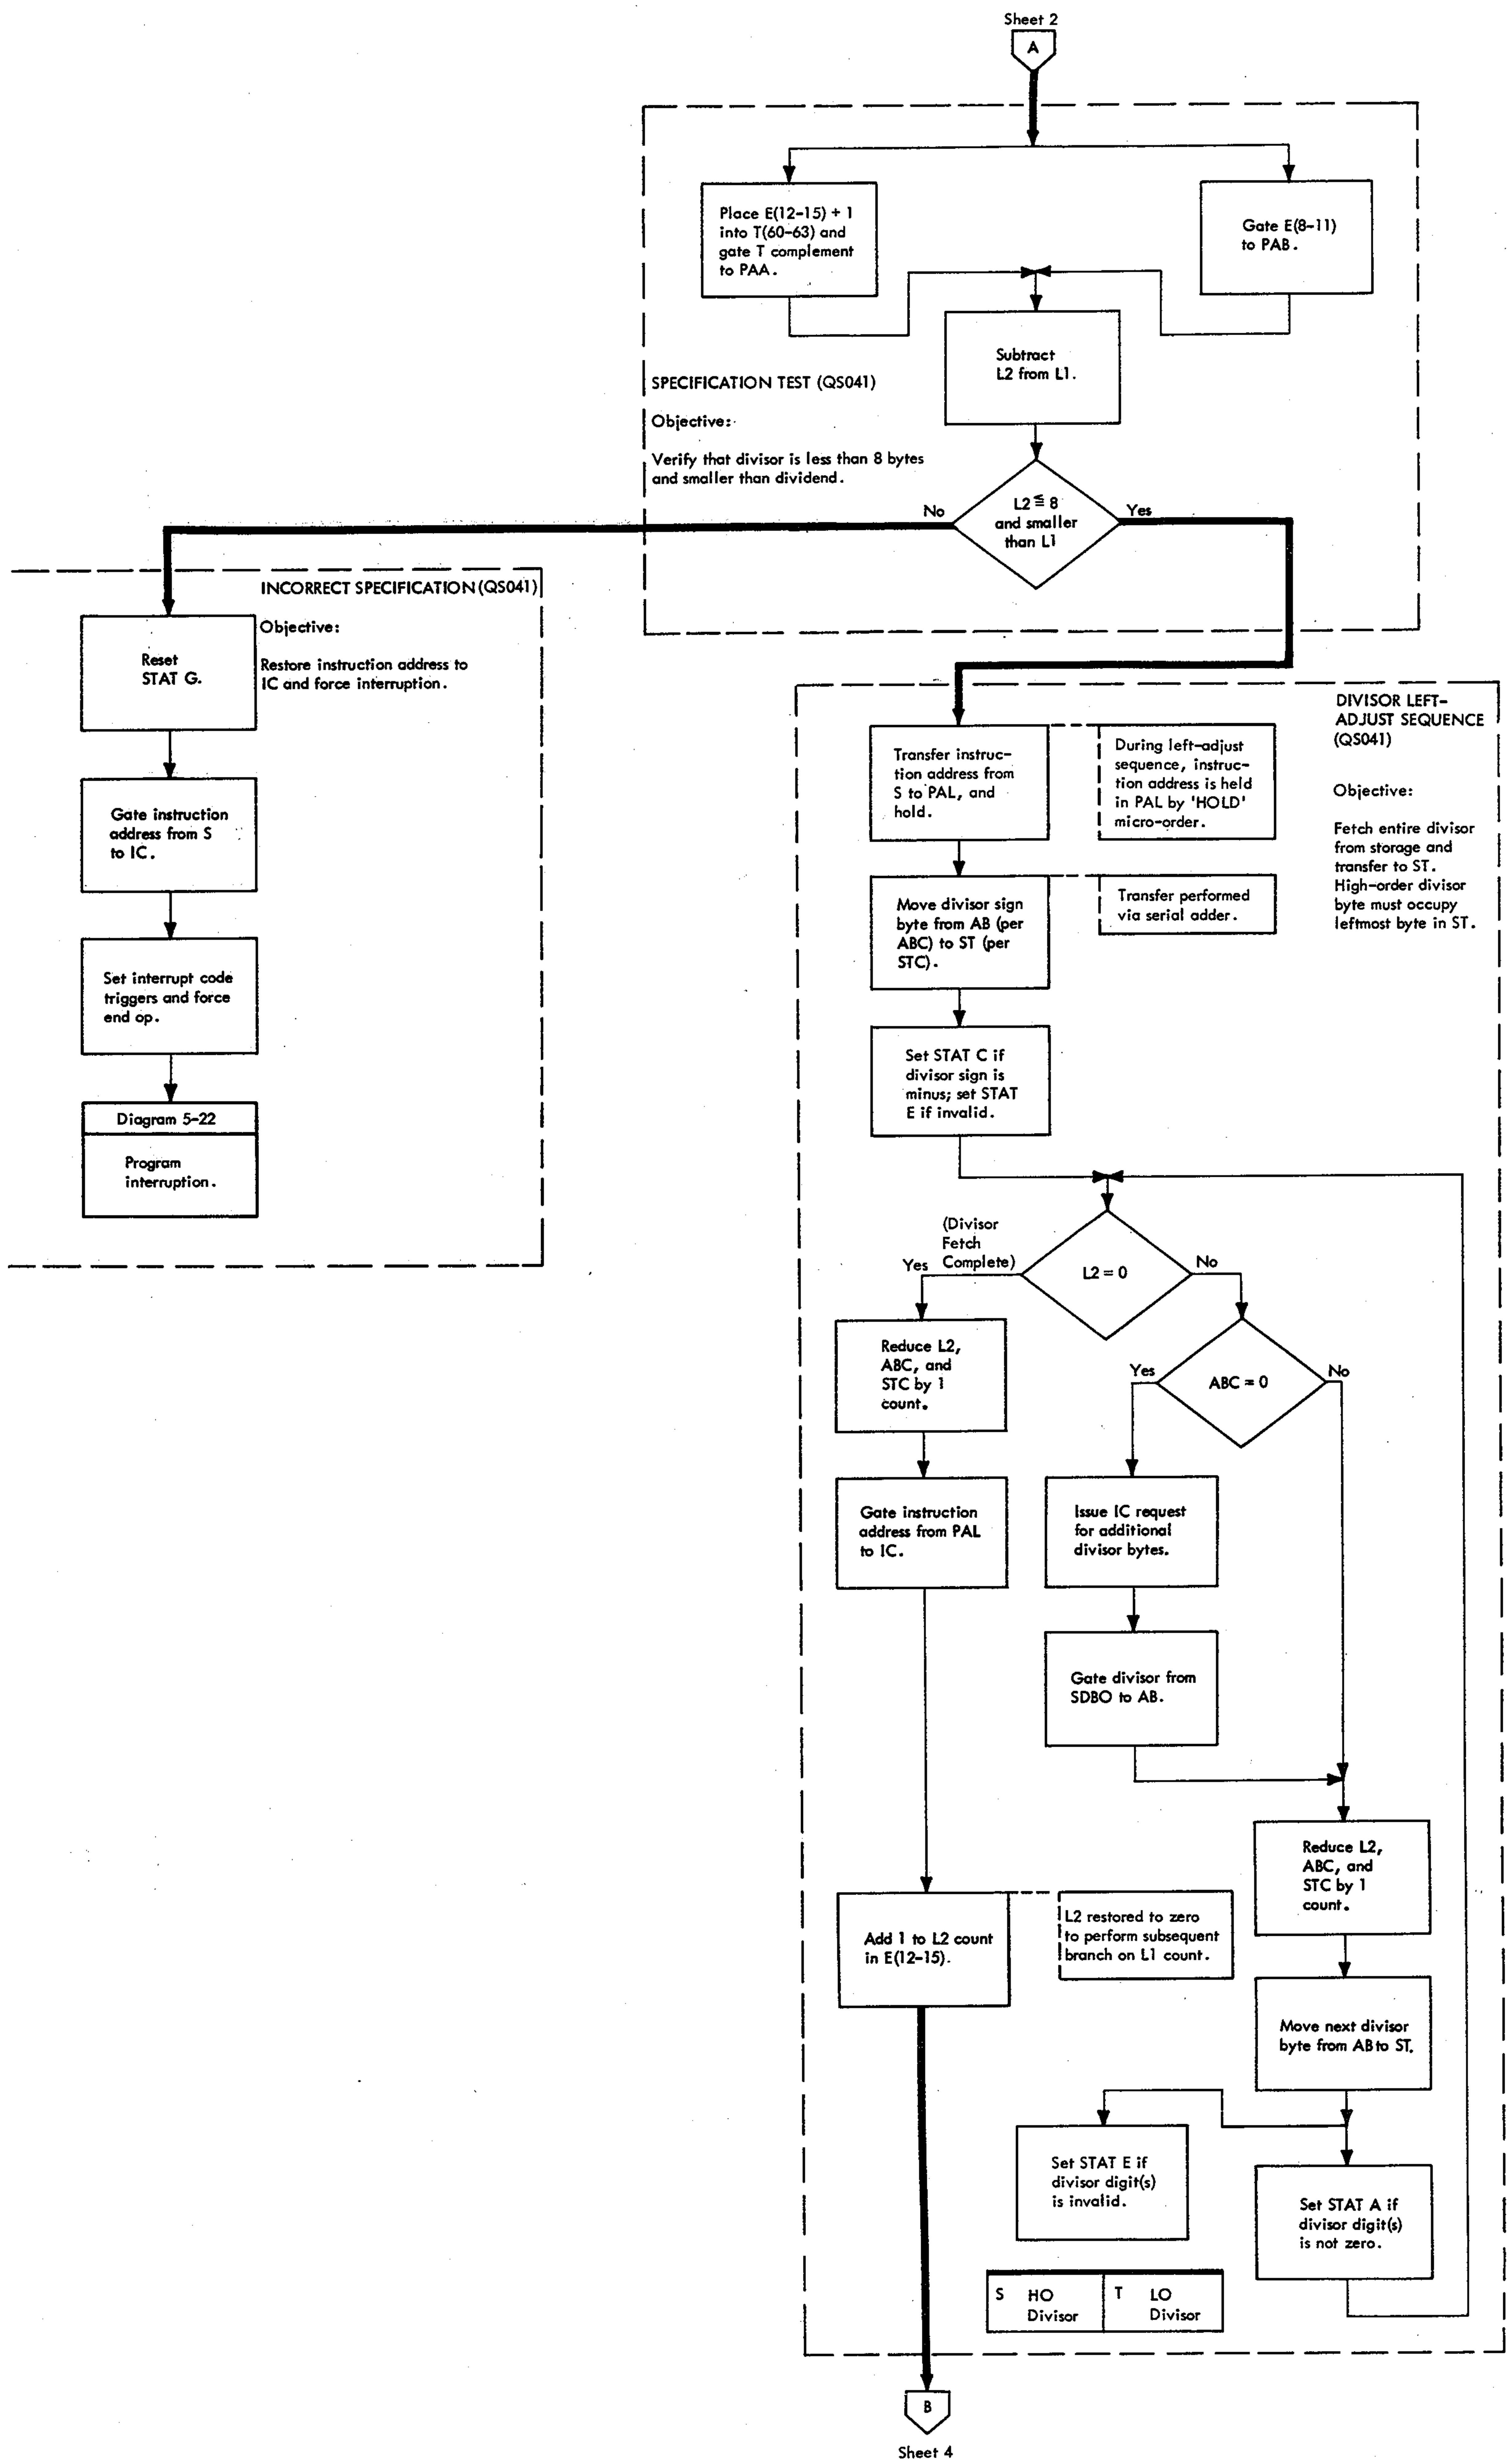 Sheet 2
A
Place E(12-15) + 1
into T(60-63) and
gate T complement
to PAA.
Gate E(8-11)
to PAB.
Subtract
L2 from L1.
SPECIFICATION TEST (QS041)
Objective:
Verify that divisor is less than 8 bytes
and smaller than dividend.
L2 ≦ 8
and smaller
than L1
No
Yes
INCORRECT SPECIFICATION (QS041)
Objective:
Restore instruction address to
IC and force interruption.
Reset
STAT G.
Gate instruction
address from S
to IC.
Set interrupt code
triggers and force
end op.
Diagram 5-22
Program
interruption.
DIVISOR LEFT-
ADJUST SEQUENCE
(QS041)
Objective:
Fetch entire divisor
from storage and
transfer to ST.
High-order divisor
byte must occupy
leftmost byte in ST.
Transfer instruc-
tion address from
S to PAL, and
hold.
During left-adjust
sequence, instruc-
tion address is held
in PAL by 'HOLD'
micro-order.
Move divisor sign
byte from AB (per
ABC) to ST (per
STC).
Transfer performed
via serial adder.
Set STAT C if
divisor sign is
minus; set STAT
E if invalid.
(Divisor
Fetch
Complete)
Yes
L2 = 0
No
Reduce L2,
ABC, and
STC by 1
count.
Yes
ABC = 0
No
Gate instruction
address from PAL
to IC.
Issue IC request
for additional
divisor bytes.
Gate divisor from
SDBO to AB.
Reduce L2,
ABC, and
STC by 1
count.
Add 1 to L2 count
in E(12-15).
L2 restored to zero
to perform subsequent
branch on L1 count.
Move next divisor
byte from AB to ST.
Set STAT E if
divisor digit(s)
is invalid.
Set STAT A if
divisor digit(s)
is not zero.
S HO
Divisor
T LO
Divisor
B
Sheet 4